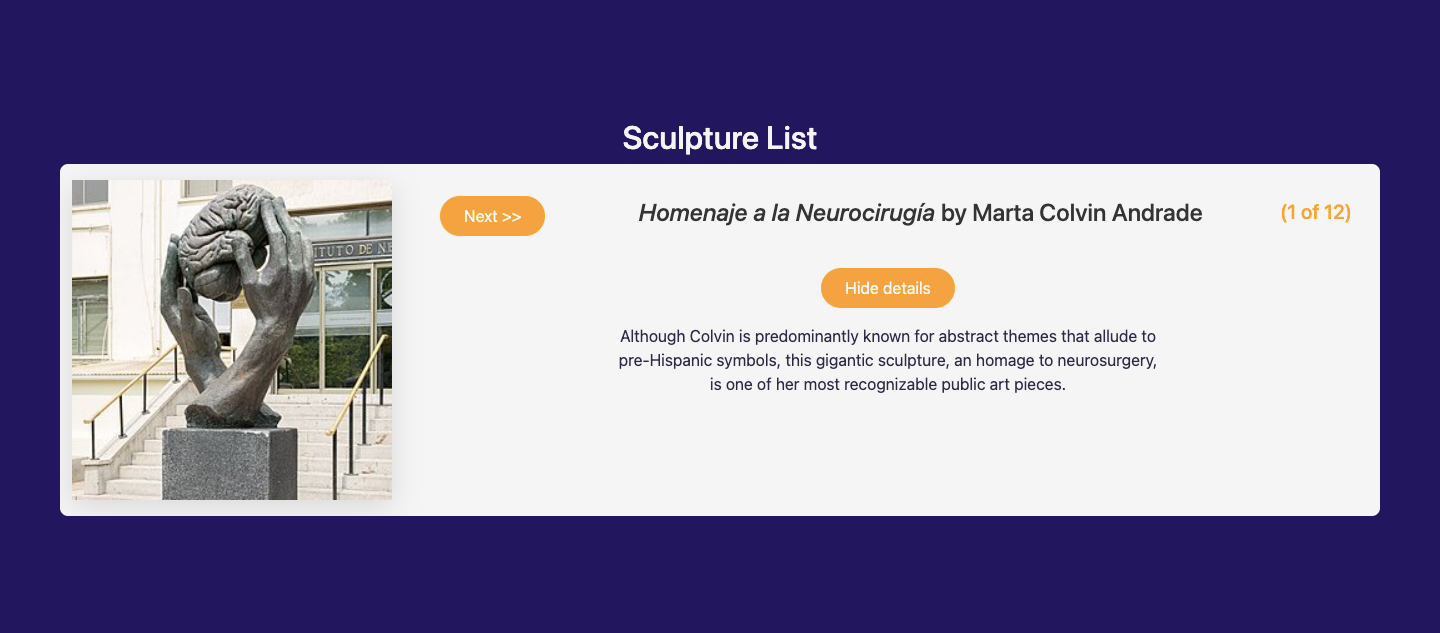 Sculpture List
Next >>
Homenaje a la Neurocirugía by Marta Colvin Andrade
(1 of 12)
Hide details
Although Colvin is predominantly known for abstract themes that allude to
pre-Hispanic symbols, this gigantic sculpture, an homage to neurosurgery,
is one of her most recognizable public art pieces.
TUTO DE NE